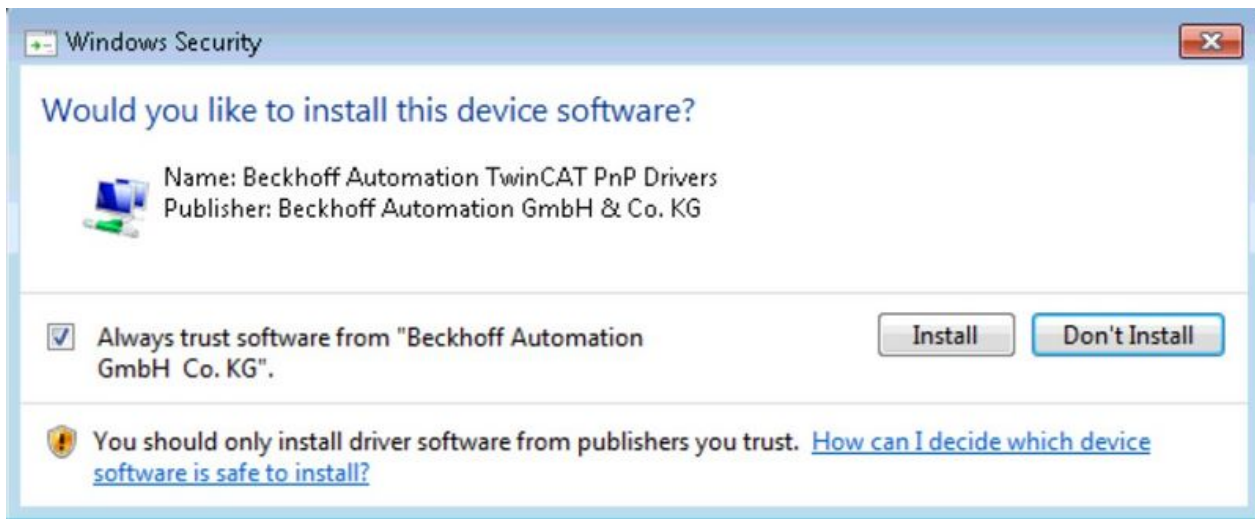 Windows Security
Would you like to install this device software?
Name: Beckhoff Automation TwinCAT PnP Drivers
Publisher: Beckhoff Automation GmbH & Co. KG
Always trust software from "Beckhoff Automation
GmbH  Co. KG".
Install
Don't Install
You should only install driver software from publishers you trust. How can I decide which device
software is safe to install?